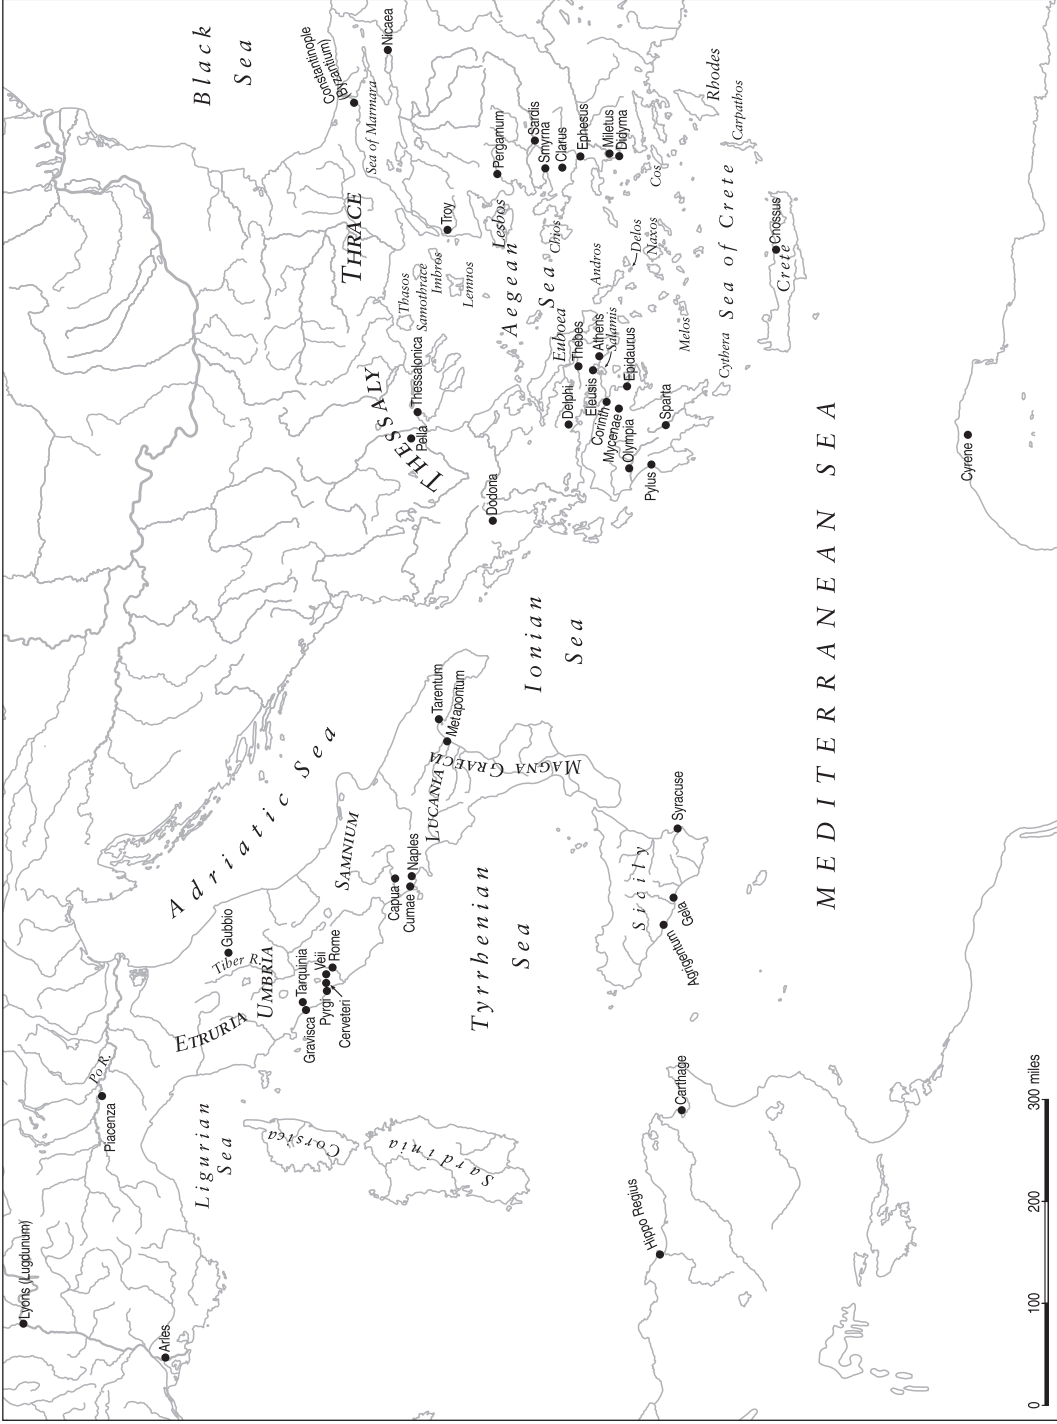 Black
Sea
Constantinople
(Byzantium)
Nicaea
Sea of Marmara
THRACE
Troy
Pergamum
Sardis
Smyrna
Clarus
Ephesus
Miletus
Didyma
Rhodes
Carpathos
Cos
Lesbos
Chios
Aegean
Sea
Thasos
Samothrace
Imbros
Lemnos
Andros
Delos
Naxos
Melos
Cythera
Sea of Crete
Cnossus
Crete
THESSALY
Thessalonica
Pella
Dodona
Euboea
Thebes
Athens
Salamis
Delphi
Eleusis
Corinth
Epidaurus
Mycenae
Olympia
Sparta
Pylus
Cyrene
MEDITERRANEAN SEA
Ionian
Sea
Adriatic Sea
Tarentum
Metapontum
MAGNA GRAECIA
LUCANIA
SAMNIUM
Naples
Capua
Cumae
Gubbio
Tiber R.
UMBRIA
ETRURIA
Tarquinia
Gravisca
Veii
Rome
Pyrgi
Cerveteri
Tyrrhenian
Sea
Sicily
Syracuse
Gela
Agrigentum
Po R.
Piacenza
Ligurian
Sea
Corsica
Sardinia
Lyons (Lugdunum)
Arles
Carthage
Hippo Regius
0 100 200 300 miles